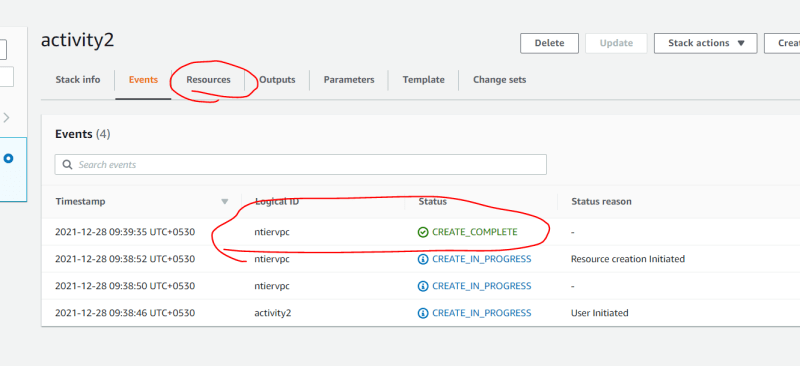 activity2
Delete Update Stack actions Crea
Stack info Events Resources Outputs Parameters Template Change sets
Events (4)
Search events
Timestamp Logical ID Status Status reason
2021-12-28 09:39:35 UTC+0530 ntiervpc CREATE_COMPLETE -
2021-12-28 09:38:52 UTC+0530 ntiervpc CREATE_IN_PROGRESS Resource creation Initiated
2021-12-28 09:38:50 UTC+0530 ntiervpc CREATE_IN_PROGRESS -
2021-12-28 09:38:46 UTC+0530 activity2 CREATE_IN_PROGRESS User Initiated